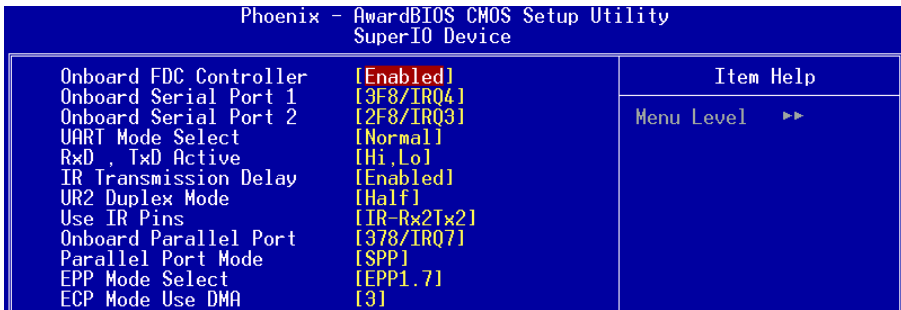 Phoenix - AwardBIOS CMOS Setup Utility
SuperIO Device
Onboard FDC Controller [Enabled]
Onboard Serial Port 1 [3F8/IRQ4]
Onboard Serial Port 2 [2F8/IRQ3]
UART Mode Select [Normal]
RxD , TxD Active [Hi,Lo]
IR Transmission Delay [Enabled]
UR2 Duplex Mode [Half]
Use IR Pins [IR-Rx2Tx2]
Onboard Parallel Port [378/IRQ7]
Parallel Port Mode [SPP]
EPP Mode Select [EPP1.7]
ECP Mode Use DMA [3]
Item Help
Menu Level ►►